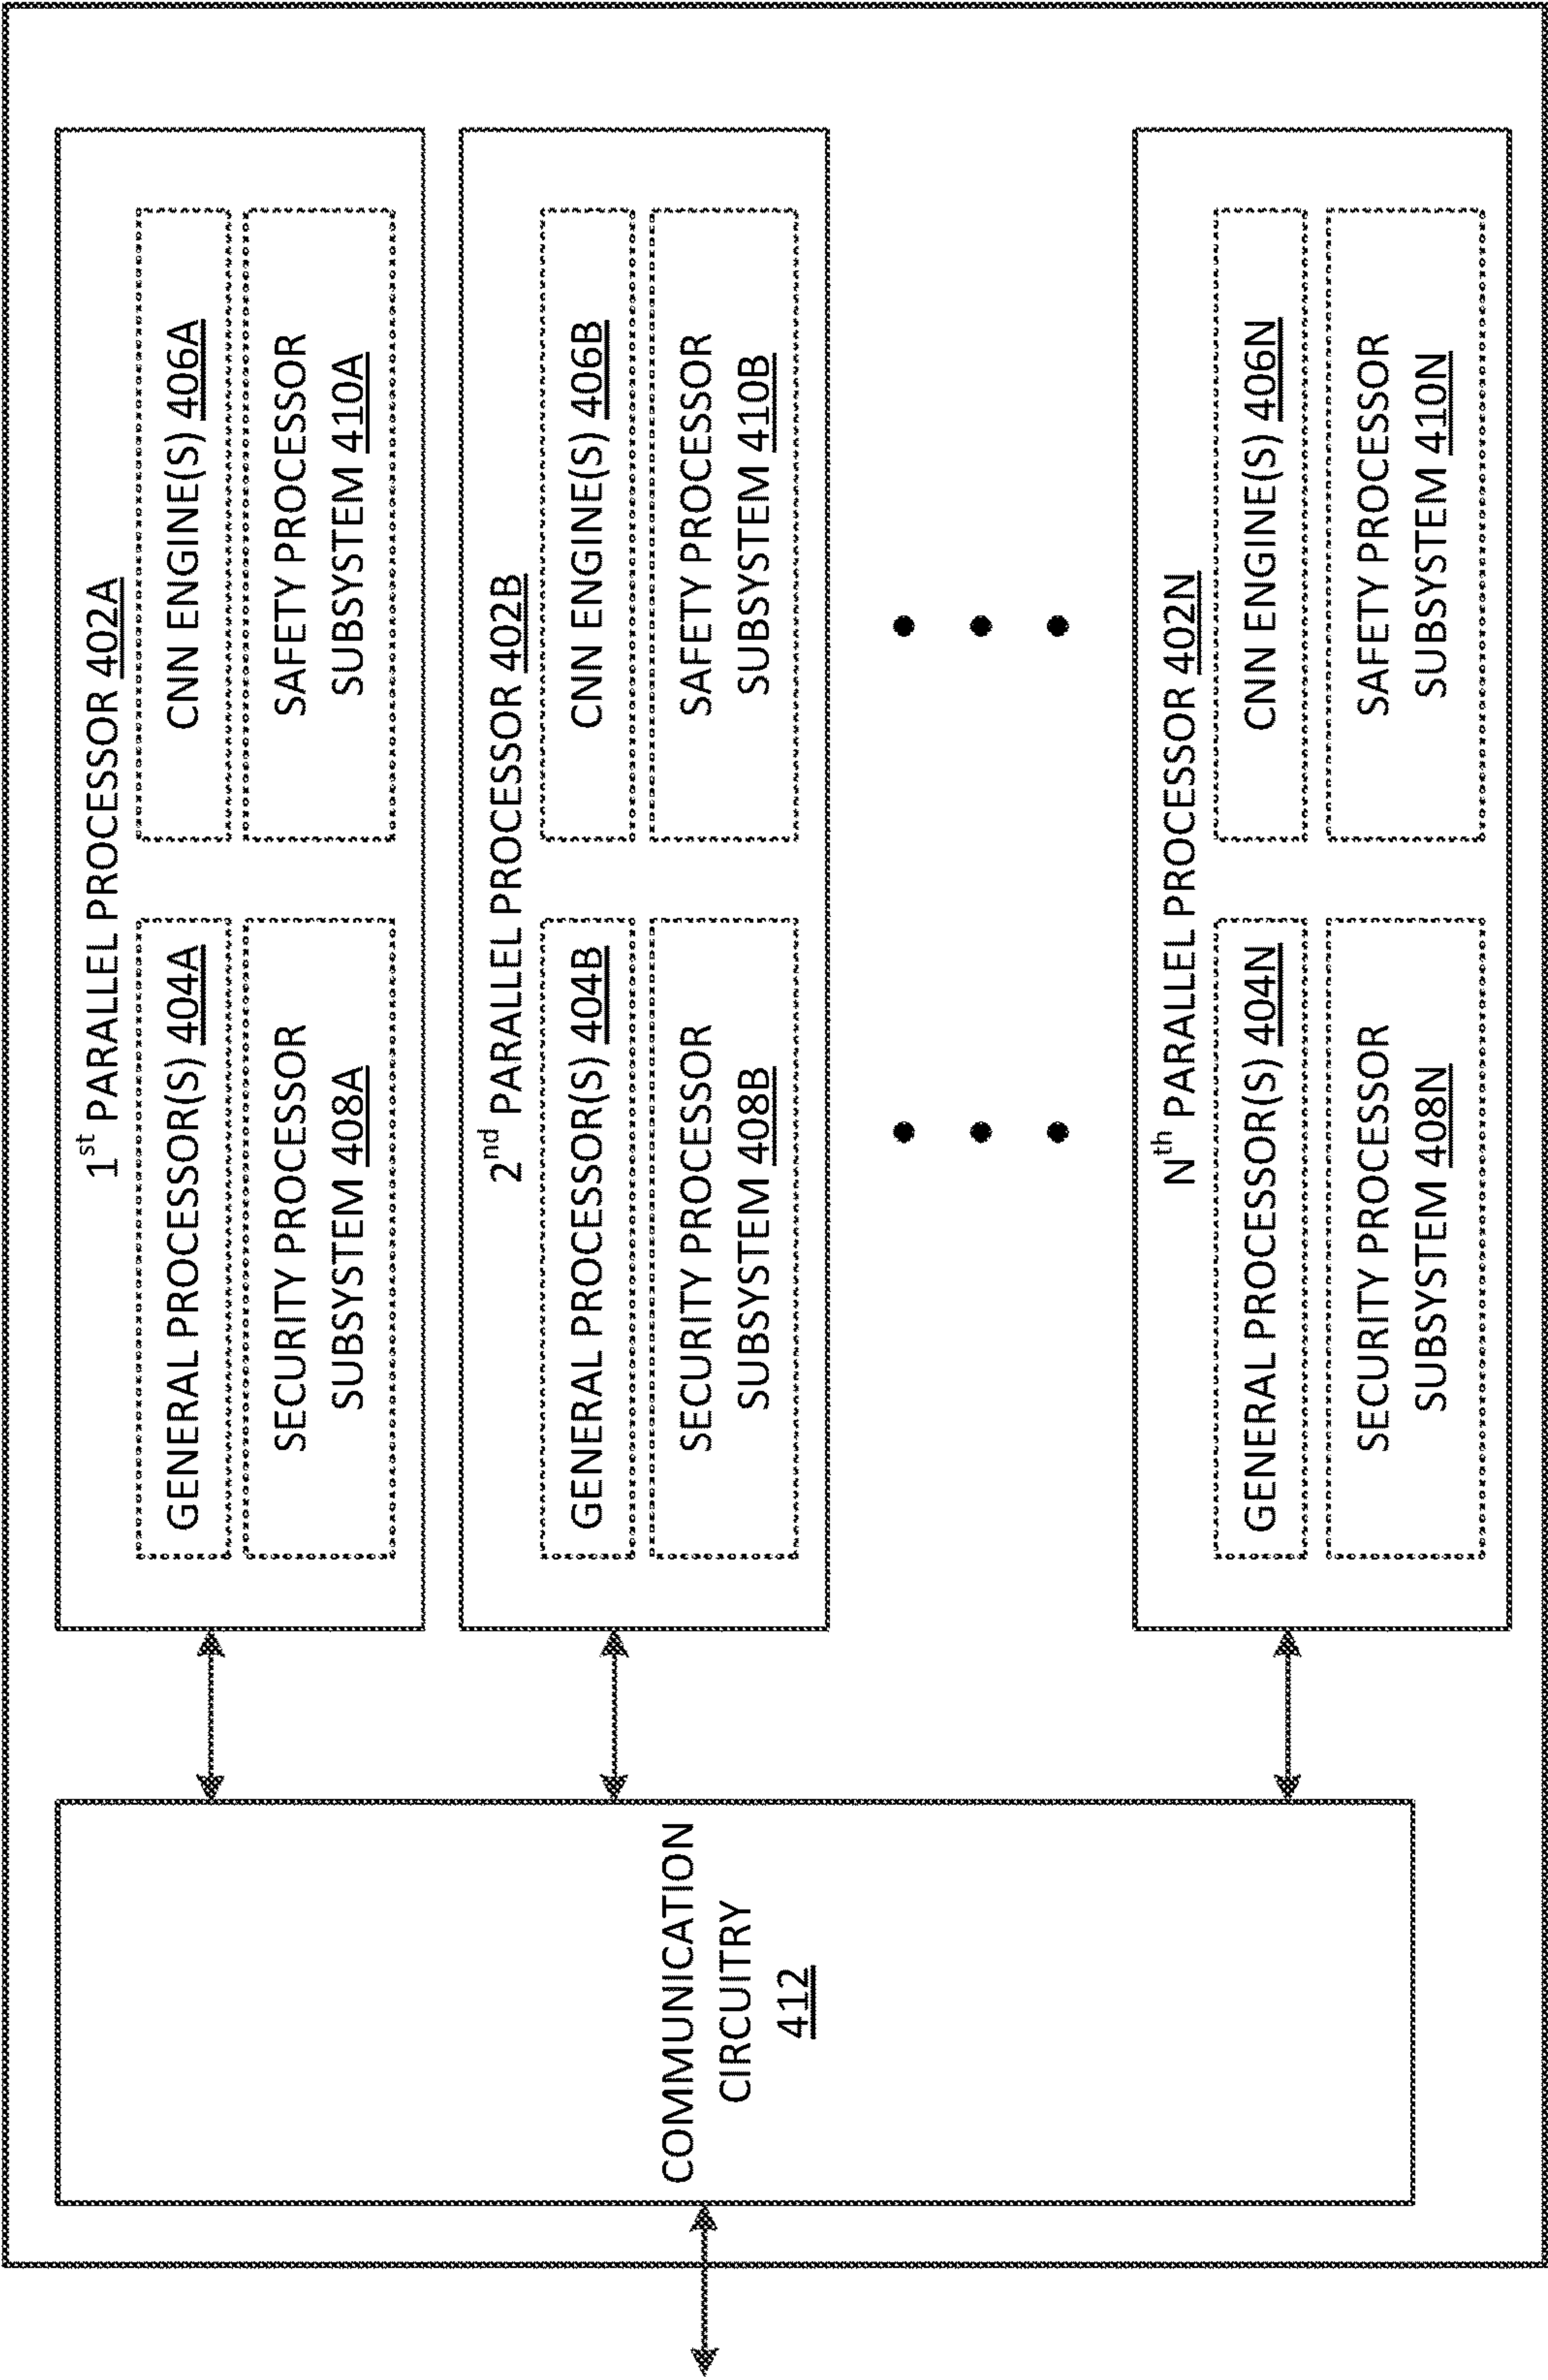 1st PARALLEL PROCESSOR 402A
GENERAL PROCESSOR(S) 404A
CNN ENGINE(S) 406A
SECURITY PROCESSOR
SUBSYSTEM 408A
SAFETY PROCESSOR
SUBSYSTEM 410A
2nd PARALLEL PROCESSOR 402B
GENERAL PROCESSOR(S) 404B
CNN ENGINE(S) 406B
SECURITY PROCESSOR
SUBSYSTEM 408B
SAFETY PROCESSOR
SUBSYSTEM 410B
Nth PARALLEL PROCESSOR 402N
GENERAL PROCESSOR(S) 404N
CNN ENGINE(S) 406N
SECURITY PROCESSOR
SUBSYSTEM 408N
SAFETY PROCESSOR
SUBSYSTEM 410N
COMMUNICATION
CIRCUITRY
412